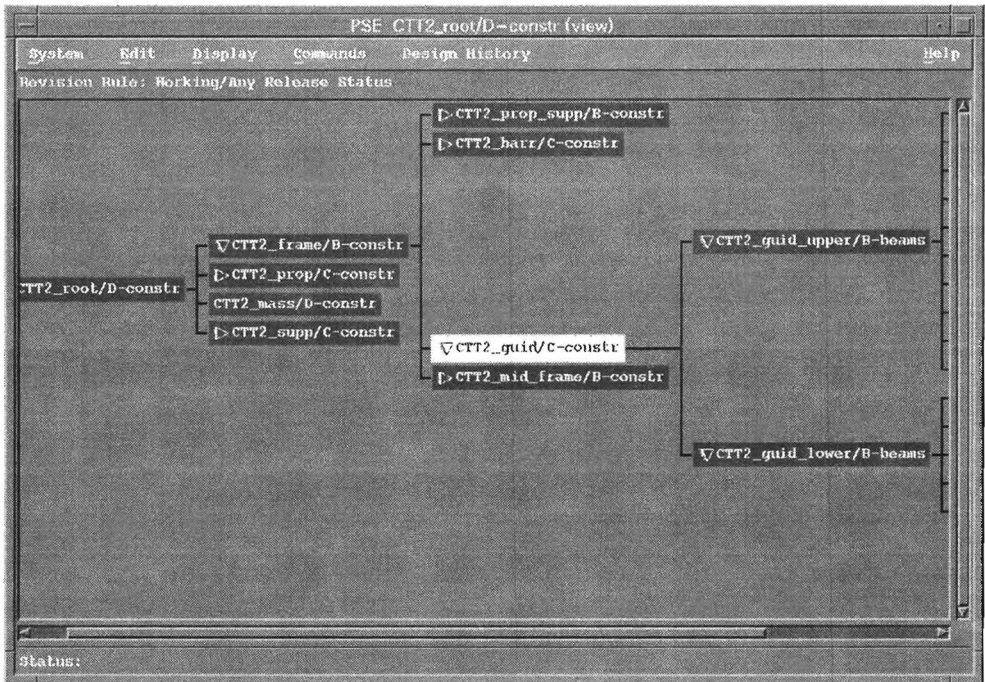 PSE CTT2_root/D-constr (view)
System Edit Display Commands Design History Help
Revision Rule: Working/Any Release Status
▷CTT2_prop_supp/B-constr
▷CTT2_harr/C-constr
▽CTT2_frame/B-constr
▽CTT2_guid_upper/B-beams
▷CTT2_prop/C-constr
CTT2_root/D-constr
CTT2_mass/D-constr
▷CTT2_supp/C-constr
▽CTT2_guid/C-constr
▷CTT2_mid_frame/B-constr
▽CTT2_guid_lower/B-beams
Status: